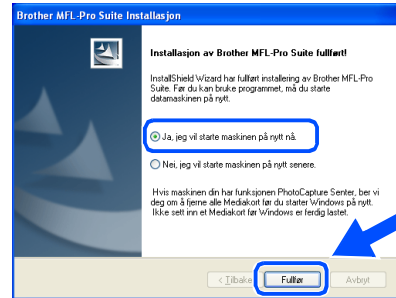 Brother MFL-Pro Suite Installasjon
Installasjon av Brother MFL-Pro Suite fullført!
InstallShield Wizard har fullført installering av Brother MFL-Pro
Suite. Før du kan bruke programmet, må du starte
datamaskinen på nytt.
Ja, jeg vil starte maskinen på nytt nå.
Nei, jeg vil starte maskinen på nytt senere.
Hvis maskinen din har funksjonen PhotoCapture Senter, ber vi
deg om å fjerne alle Mediakort før du starter Windows på nytt.
Ikke sett inn et Mediakort før Windows er ferdig lastet.
< Tilbake
Fullfør
Avbryt